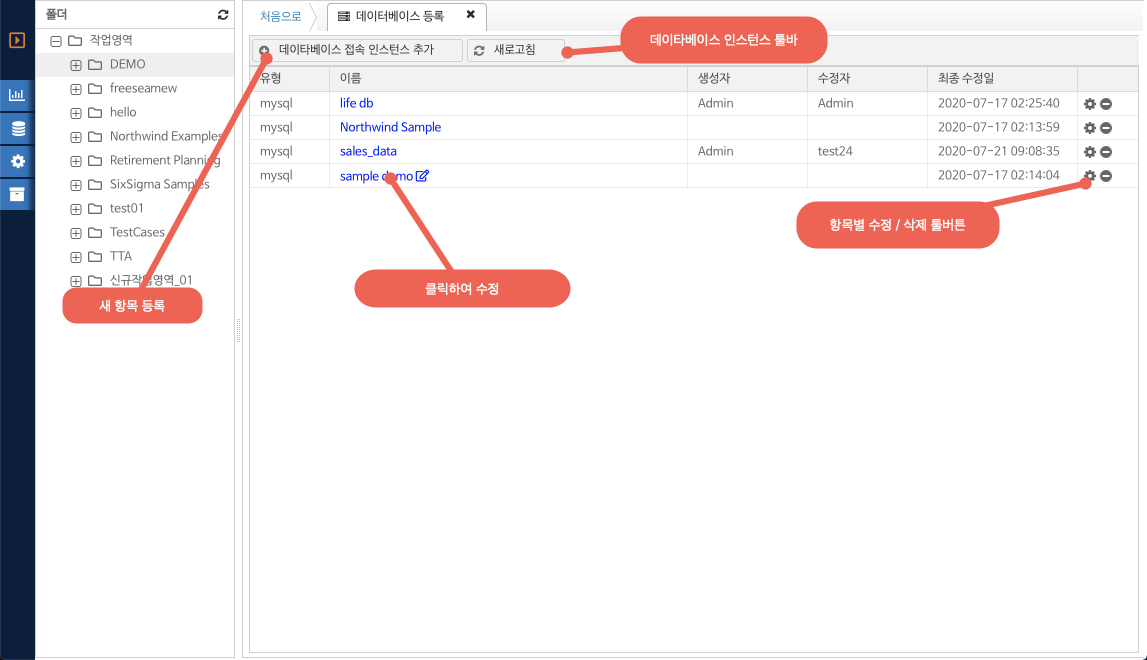 폴더
작업영역
DEMO
freeseamew
hello
Northwind Examples
Retirement Planning
SixSigma Samples
test01
TestCases
TTA
신규작업영역_01
새 항목 등록
처음으로
데이터베이스 등록
데이타베이스 접속 인스턴스 추가
새로고침
데이타베이스 인스턴스 툴바
유형 이름 생성자 수정자 최종 수정일
mysql life db Admin Admin 2020-07-17 02:25:40
mysql Northwind Sample 2020-07-17 02:13:59
mysql sales_data Admin test24 2020-07-21 09:08:35
mysql sample demo 2020-07-17 02:14:04
항목별 수정 / 삭제 툴버튼
클릭하여 수정